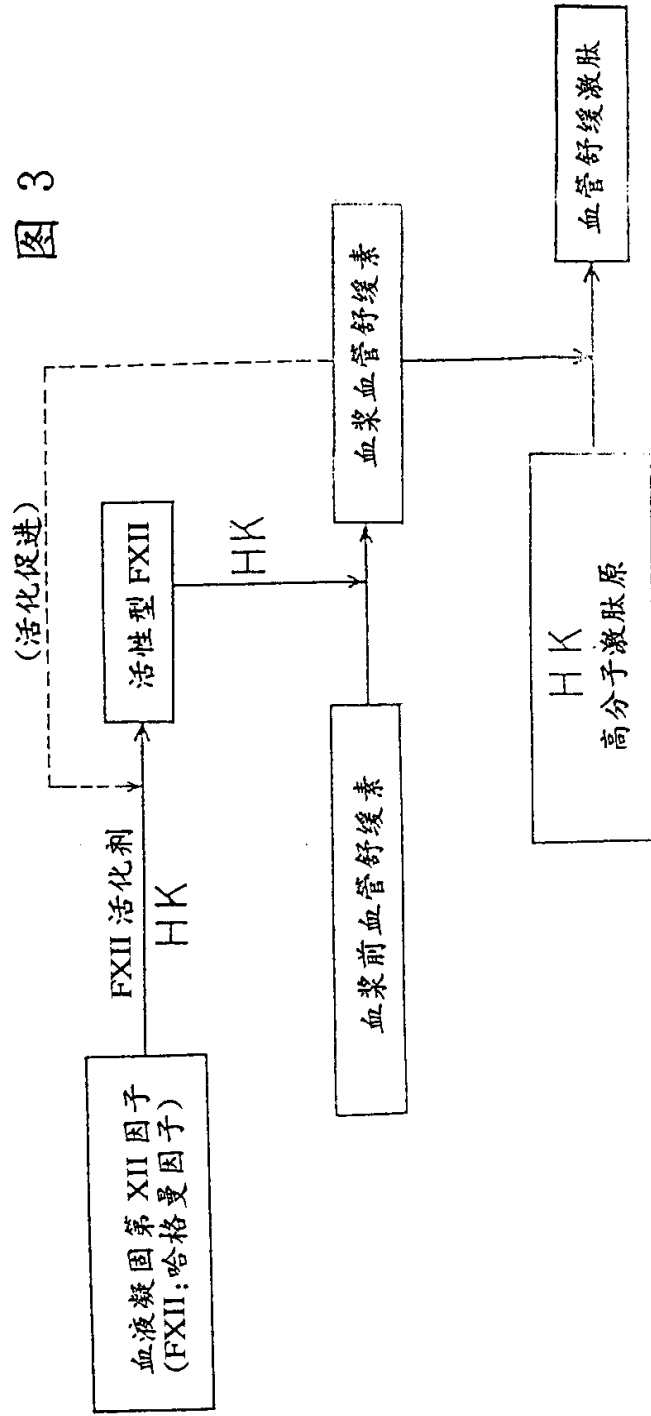 图 3
(活化促进)
FXII 活化剂
HK
血液凝固第 XII 因子
(FXII:哈格曼因子)
活性型 FXII
HK
血浆前血管舒缓素
血浆血管舒缓素
HK
高分子激肽原
血管舒缓激肽